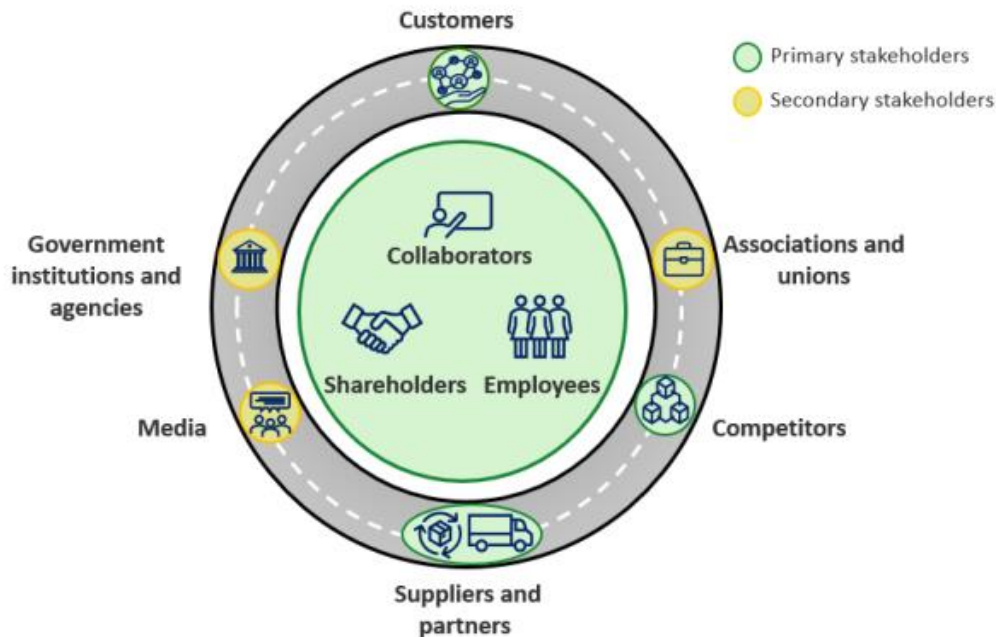 Customers
Primary stakeholders
Secondary stakeholders
Collaborators
Government
institutions and
agencies
Associations and
unions
Shareholders
Employees
Media
Competitors
Suppliers and
partners